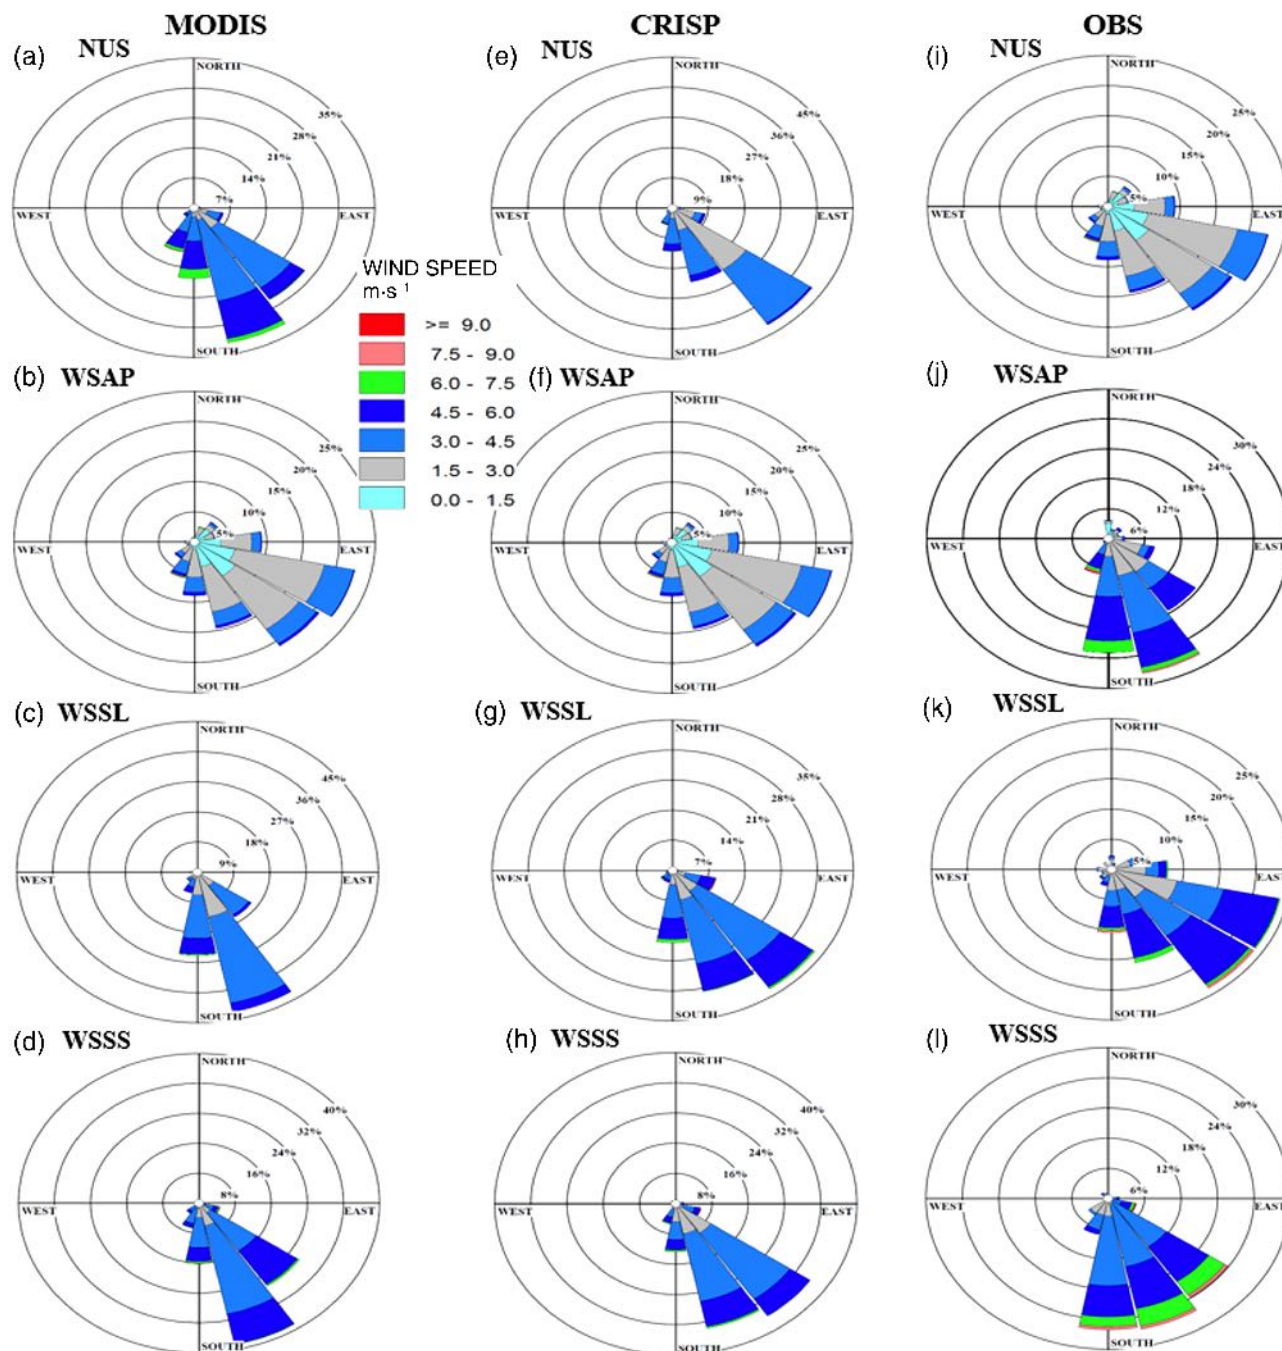 MODIS CRISP OBS
(a) NUS (e) NUS (i) NUS
NORTH NORTH NORTH
35% 45% 25%
28% 36% 20%
21% 27% 15%
14% 18% 10%
7% 9% 5%
WEST EAST WEST EAST WEST EAST
SOUTH SOUTH SOUTH
WIND SPEED
m·s⁻¹
>= 9.0
7.5 - 9.0
6.0 - 7.5
4.5 - 6.0
3.0 - 4.5
1.5 - 3.0
0.0 - 1.5
(b) WSAP (f) WSAP (j) WSAP
NORTH NORTH NORTH
25% 25% 30%
20% 20% 24%
15% 15% 18%
10% 10% 12%
5% 5% 6%
WEST EAST WEST EAST WEST EAST
SOUTH SOUTH SOUTH
(c) WSSL (g) WSSL (k) WSSL
NORTH NORTH NORTH
45% 35% 25%
36% 28% 20%
27% 21% 15%
18% 14% 10%
9% 7% 5%
WEST EAST WEST EAST WEST EAST
SOUTH SOUTH SOUTH
(d) WSSS (h) WSSS (l) WSSS
NORTH NORTH NORTH
40% 40% 30%
32% 32% 24%
24% 24% 18%
16% 16% 12%
8% 8% 6%
WEST EAST WEST EAST WEST EAST
SOUTH SOUTH SOUTH